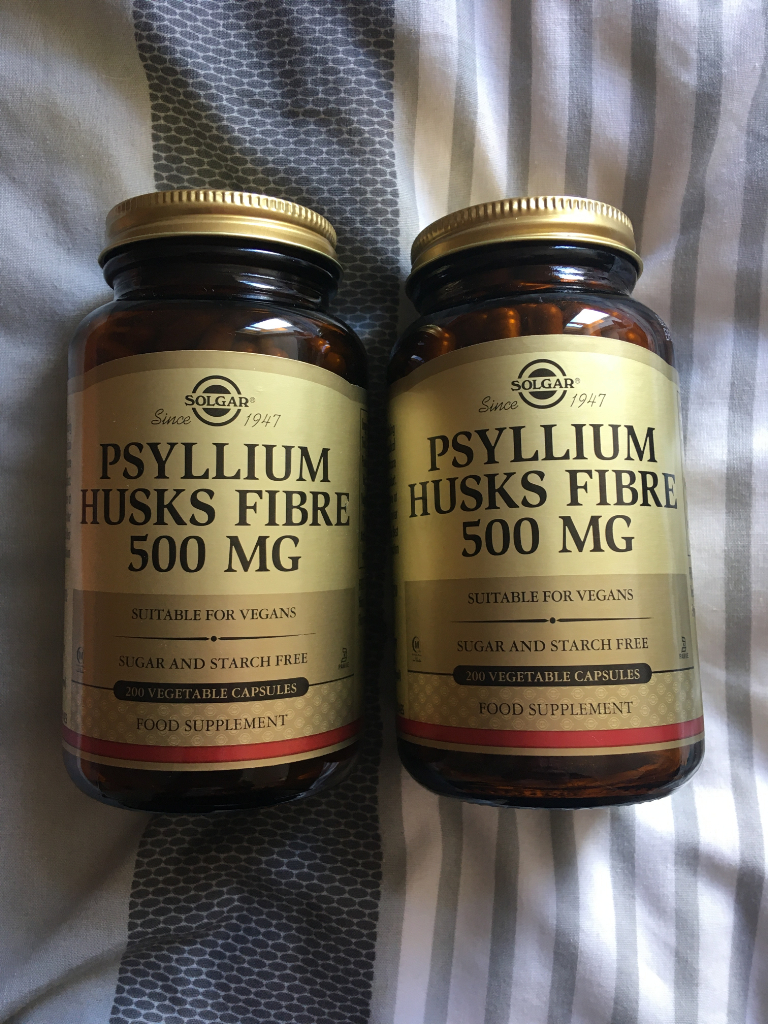 SOLGAR®
Since 1947
PSYLLIUM
HUSKS FIBRE
500 MG
SUITABLE FOR VEGANS
SUGAR AND STARCH FREE
200 VEGETABLE CAPSULES
FOOD SUPPLEMENT
SOLGAR®
Since 1947
PSYLLIUM
HUSKS FIBRE
500 MG
SUITABLE FOR VEGANS
SUGAR AND STARCH FREE
200 VEGETABLE CAPSULES
FOOD SUPPLEMENT